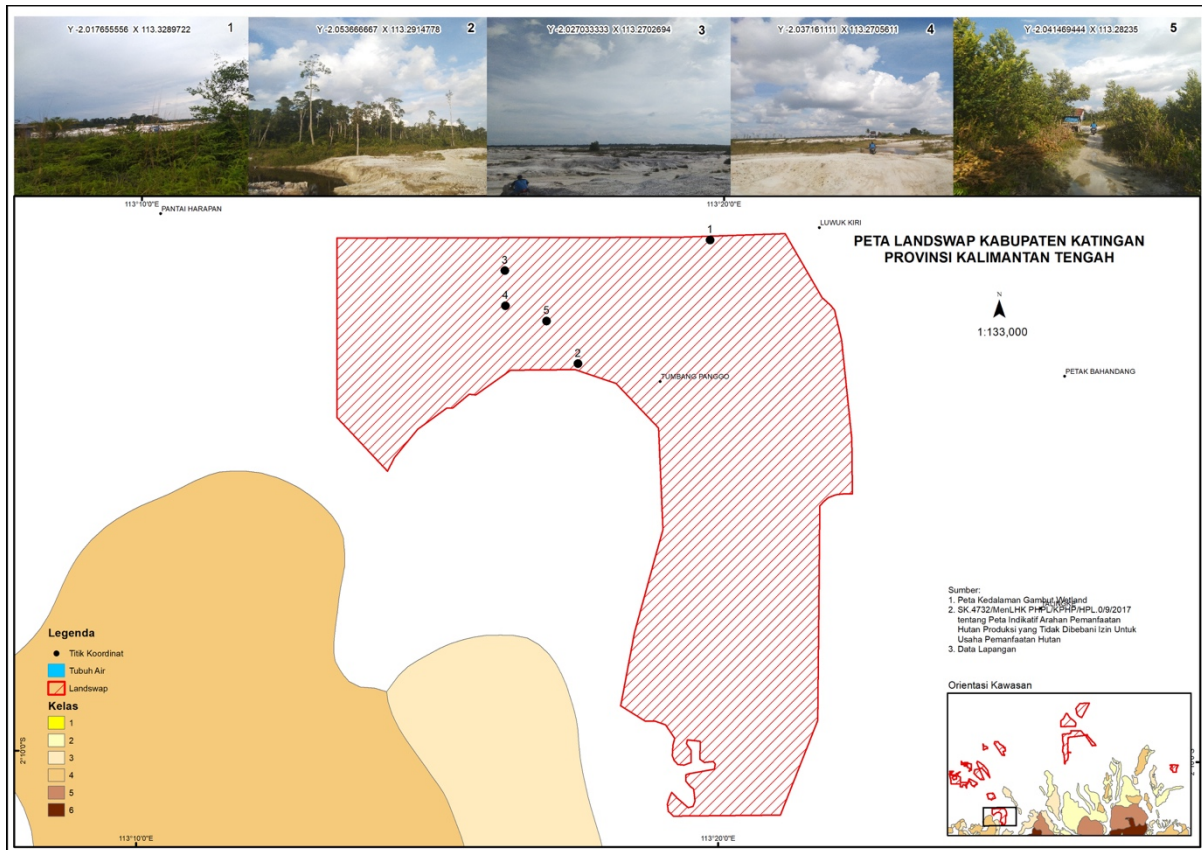 Y -2.017655556 X 113.3289722 1
Y -2.053666667 X 113.2914778 2
Y -2.027033333 X 113.2702694 3
Y -2.037161111 X 113.2705611 4
Y -2.041469444 X 113.28235 5
113°10'0"E
113°20'0"E
PANTAI HARAPAN
LUWUK KIRI
PETA LANDSWAP KABUPATEN KATINGAN
PROVINSI KALIMANTAN TENGAH
N
1:133,000
1
3
4
5
2
TUMBANG PANGGO
PETAK BAHANDANG
Sumber:
1. Peta Kedalaman Gambut Wetland
2. SK.4732/MenLHK PHPL/KPHP/HPL.0/9/2017
tentang Peta Indikatif Arahan Pemanfaatan
Hutan Produksi yang Tidak Dibebani Izin Untuk
Usaha Pemanfaatan Hutan
3. Data Lapangan
Legenda
Titik Koordinat
Tubuh Air
Landswap
Kelas
1
2
3
4
5
6
Orientasi Kawasan
2°10'0"S
113°10'0"E
113°20'0"E